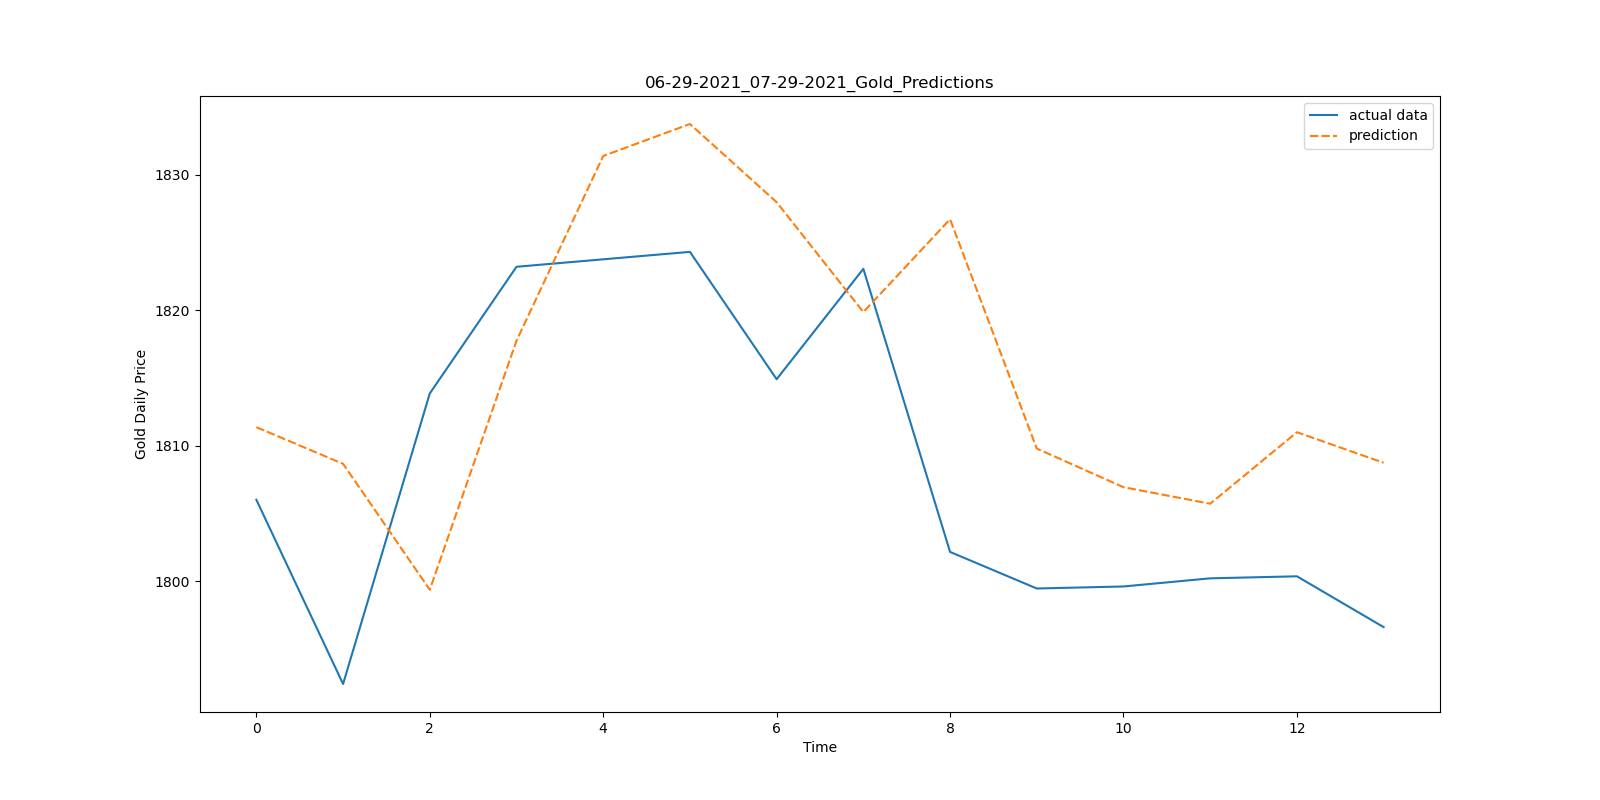 06-29-2021_07-29-2021_Gold_Predictions
actual data
prediction
1830
1820
1810
1800
Gold Daily Price
0 2 4 6 8 10 12
Time